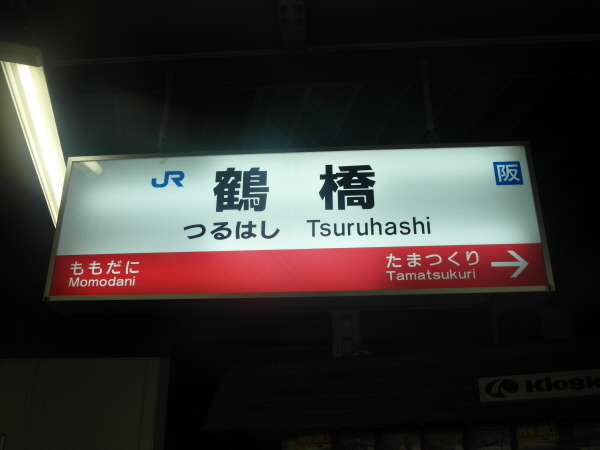 JR 鶴橋 阪
つるはし Tsuruhashi
ももだに たまつくり
Momodani Tamatsukuri
Kiosk